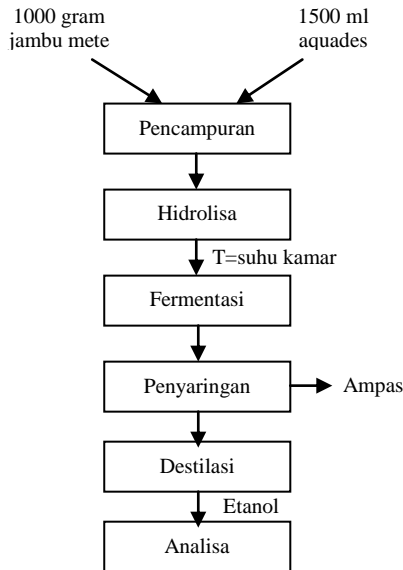 1000 gram
jambu mete
1500 ml
aquades
Pencampuran
Hidrolisa
T=suhu kamar
Fermentasi
Penyaringan
Ampas
Destilasi
Etanol
Analisa